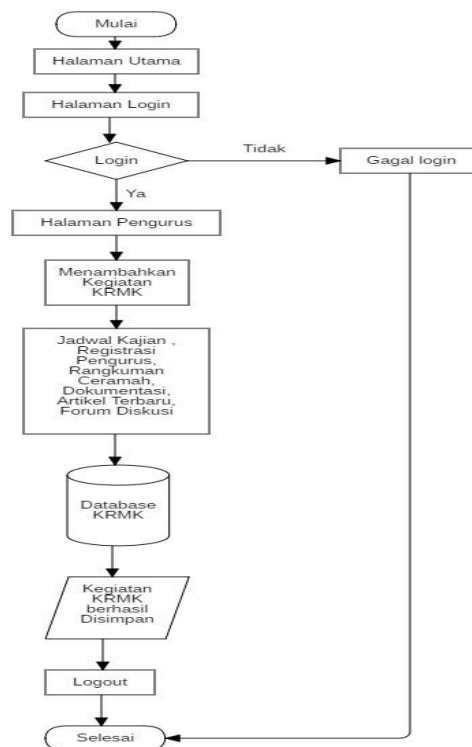 Mulai
Halaman Utama
Halaman Login
Login
Tidak
Gagal login
Ya
Halaman Pengurus
Menambahkan
Kegiatan
KRMK
Jadwal Kajian ,
Registrasi
Pengurus,
Rangkuman
Ceramah,
Dokumentasi,
Artikel Terbaru,
Forum Diskusi
Database
KRMK
Kegiatan
KRMK
berhasil
Disimpan
Logout
Selesai